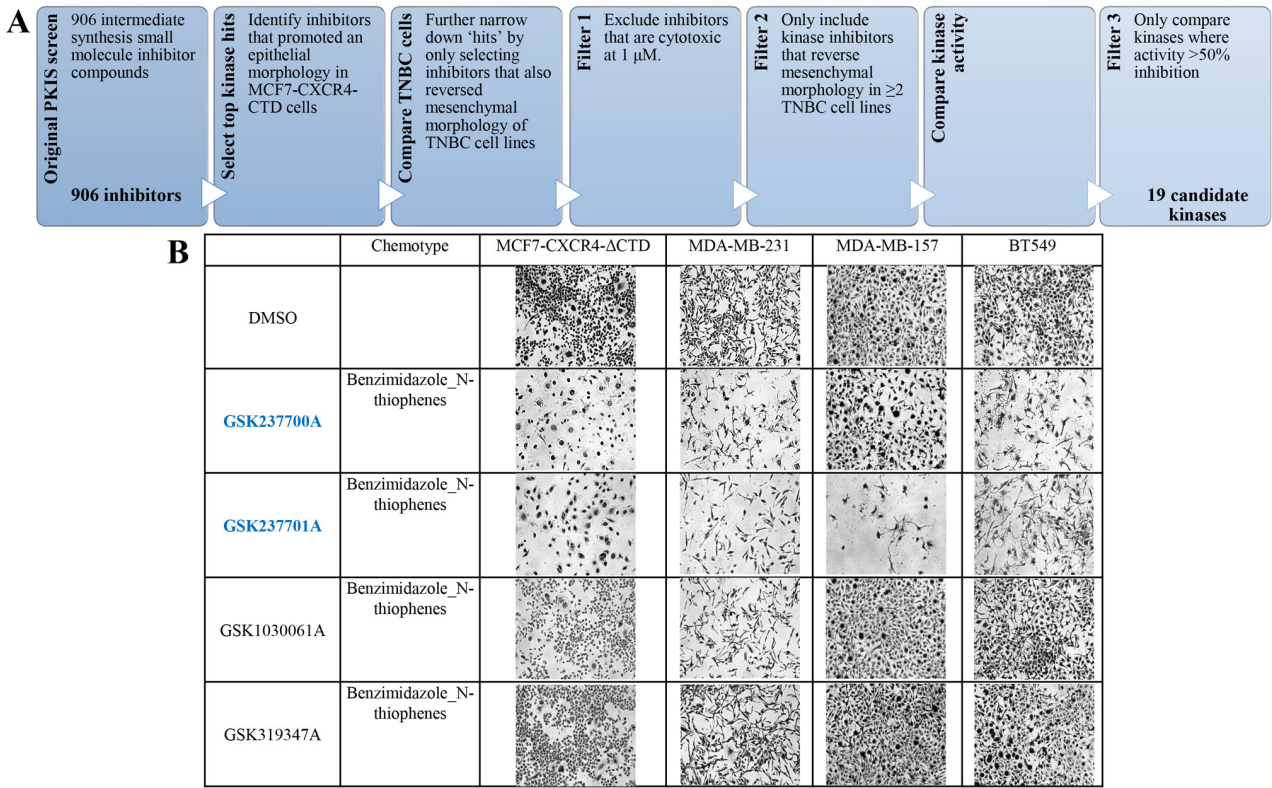 A
Original PKIS screen
906 intermediate
synthesis small
molecule inhibitor
compounds
906 inhibitors
Select top kinase hits
Identify inhibitors
that promoted an
epithelial
morphology in
MCF7-CXCR4-
CTD cells
Compare TNBC cells
Further narrow
down ‘hits’ by
only selecting
inhibitors that also
reversed
mesenchymal
morphology of
TNBC cell lines
Filter 1
Exclude inhibitors
that are cytotoxic
at 1 μM.
Filter 2
Only include
kinase inhibitors
that reverse
mesenchymal
morphology in ≥2
TNBC cell lines
Compare kinase
activity
Filter 3
Only compare
kinases where
activity >50%
inhibition
19 candidate
kinases
B
Chemotype MCF7-CXCR4-ΔCTD MDA-MB-231 MDA-MB-157 BT549
DMSO
GSK237700A
Benzimidazole_N-
thiophenes
GSK237701A
Benzimidazole_N-
thiophenes
GSK1030061A
Benzimidazole_N-
thiophenes
GSK319347A
Benzimidazole_N-
thiophenes